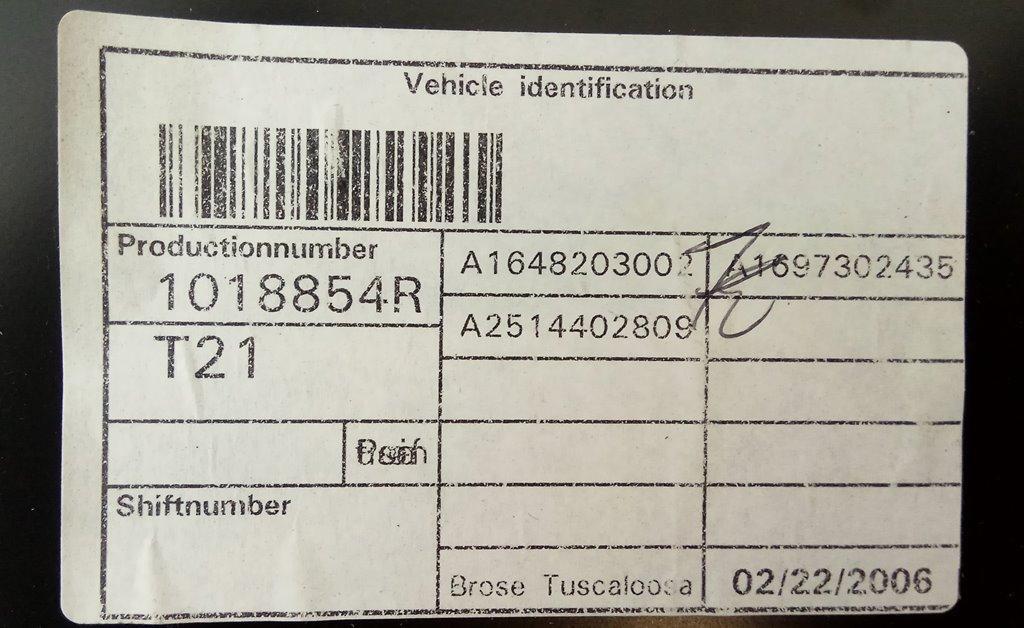 Vehicle identification
Productionnumber
1018854R
A1648203002 A1697302435
T21
A2514402809
Shiftnumber
Brose Tuscaloosa 02/22/2006